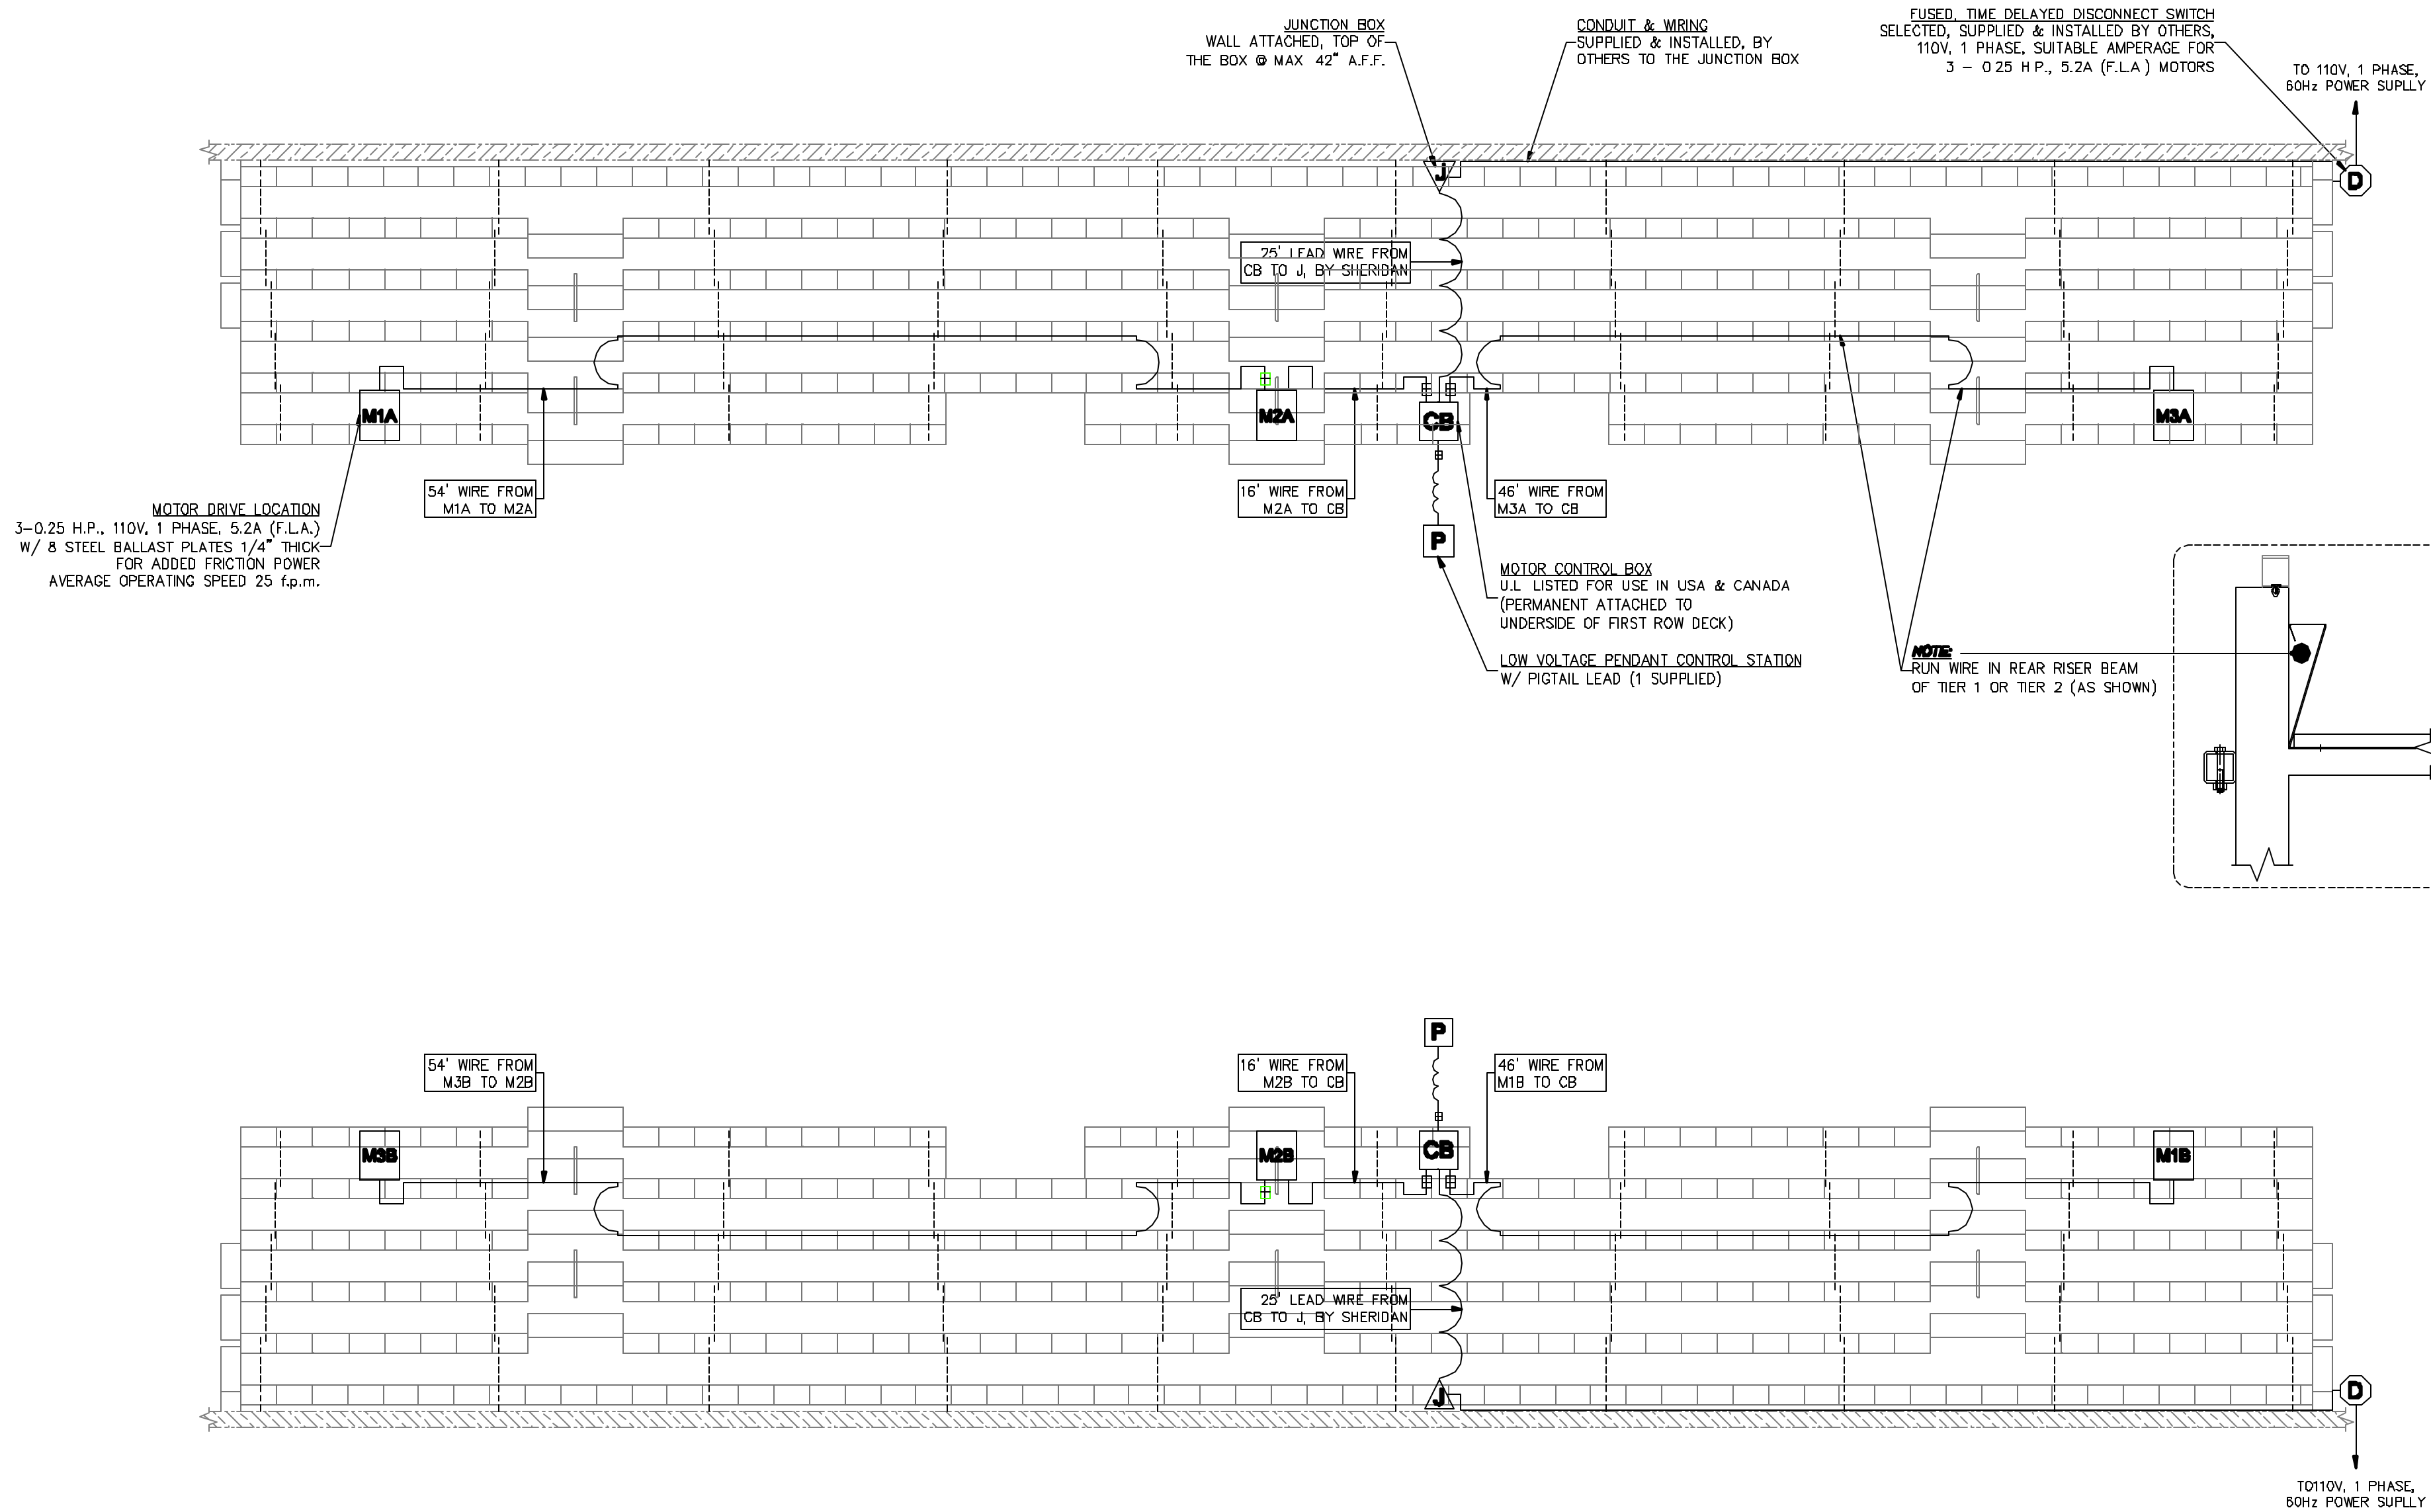 JUNCTION BOX
WALL ATTACHED, TOP OF
THE BOX @ MAX 42" A.F.F.
CONDUIT & WIRING
SUPPLIED & INSTALLED, BY
OTHERS TO THE JUNCTION BOX
FUSED, TIME DELAYED DISCONNECT SWITCH
SELECTED, SUPPLIED & INSTALLED BY OTHERS,
110V, 1 PHASE, SUITABLE AMPERAGE FOR
3 - 0.25 H.P., 5.2A (F.L.A.) MOTORS
TO 110V, 1 PHASE,
60Hz POWER SUPLLY
J
D
25' LEAD WIRE FROM
CB TO J, BY SHERIDAN
M1A
M2A
CB
M3A
54' WIRE FROM
M1A TO M2A
16' WIRE FROM
M2A TO CB
46' WIRE FROM
M3A TO CB
MOTOR DRIVE LOCATION
3-0.25 H.P., 110V, 1 PHASE, 5.2A (F.L.A.)
W/ 8 STEEL BALLAST PLATES 1/4" THICK
FOR ADDED FRICTION POWER
AVERAGE OPERATING SPEED 25 f.p.m.
P
MOTOR CONTROL BOX
U.L. LISTED FOR USE IN USA & CANADA
(PERMANENT ATTACHED TO
UNDERSIDE OF FIRST ROW DECK)
LOW VOLTAGE PENDANT CONTROL STATION
W/ PIGTAIL LEAD (1 SUPPLIED)
NOTE:
RUN WIRE IN REAR RISER BEAM
OF TIER 1 OR TIER 2 (AS SHOWN)
P
54' WIRE FROM
M3B TO M2B
16' WIRE FROM
M2B TO CB
46' WIRE FROM
M1B TO CB
M3B
M2B
CB
M1B
25' LEAD WIRE FROM
CB TO J, BY SHERIDAN
J
D
TO110V, 1 PHASE,
60Hz POWER SUPLLY